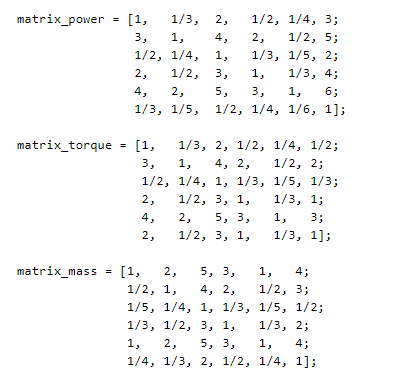 matrix_power = [1,   1/3,  2,   1/2, 1/4, 3;
                3,   1,    4,   2,   1/2, 5;
                1/2, 1/4,  1,   1/3, 1/5, 2;
                2,   1/2,  3,   1,   1/3, 4;
                4,   2,    5,   3,   1,   6;
                1/3, 1/5,  1/2, 1/4, 1/6, 1];
matrix_torque = [1,   1/3, 2, 1/2, 1/4, 1/2;
                 3,   1,   4, 2,   1/2, 2;
                 1/2, 1/4, 1, 1/3, 1/5, 1/3;
                 2,   1/2, 3, 1,   1/3, 1;
                 4,   2,   5, 3,   1,   3;
                 2,   1/2, 3, 1,   1/3, 1];
matrix_mass = [1,   2,   5, 3,   1,   4;
               1/2, 1,   4, 2,   1/2, 3;
               1/5, 1/4, 1, 1/3, 1/5, 1/2;
               1/3, 1/2, 3, 1,   1/3, 2;
               1,   2,   5, 3,   1,   4;
               1/4, 1/3, 2, 1/2, 1/4, 1];